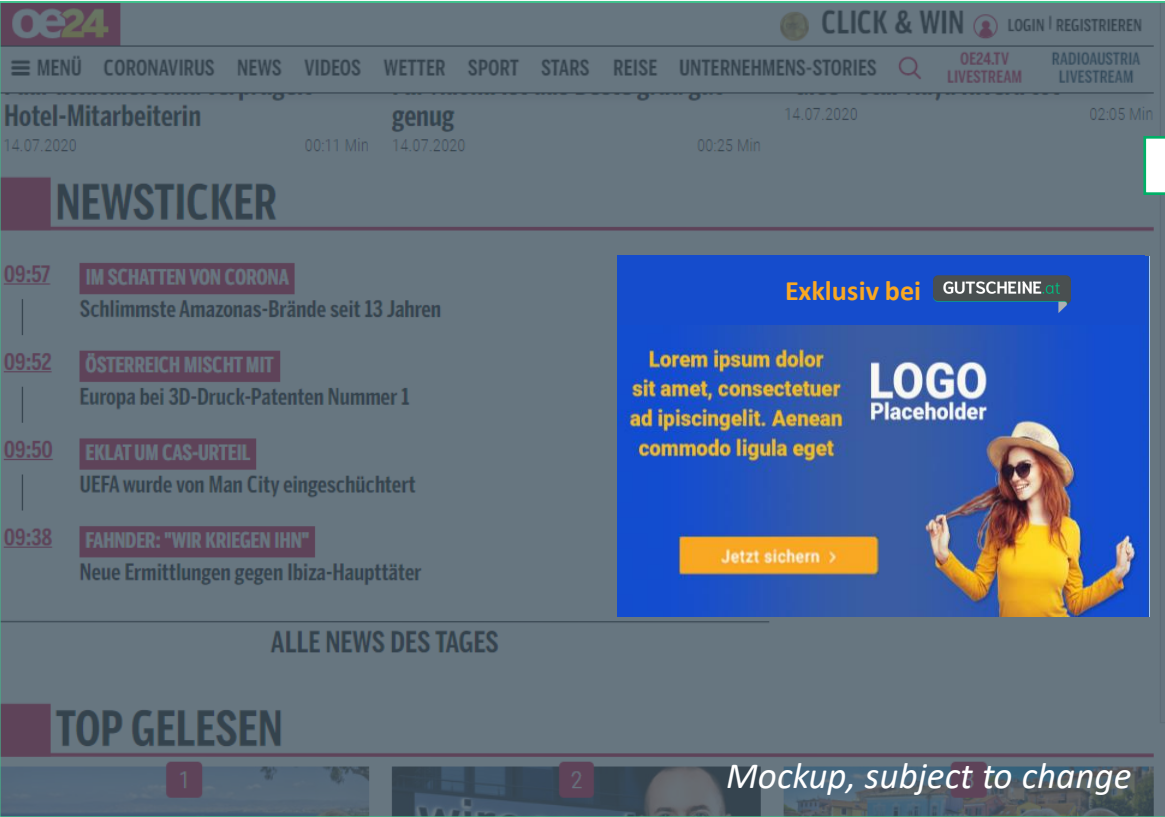 oe24
CLICK & WIN LOGIN | REGISTRIEREN
MENÜ CORONAVIRUS NEWS VIDEOS WETTER SPORT STARS REISE UNTERNEHMENS-STORIES OE24.TV LIVESTREAM RADIOAUSTRIA LIVESTREAM
Hotel-Mitarbeiterin
14.07.2020 00:11 Min
genug
14.07.2020 00:25 Min
14.07.2020 02:05 Min
NEWSTICKER
09:57 IM SCHATTEN VON CORONA
Schlimmste Amazonas-Brände seit 13 Jahren
09:52 ÖSTERREICH MISCHT MIT
Europa bei 3D-Druck-Patenten Nummer 1
09:50 EKLAT UM CAS-URTEIL
UEFA wurde von Man City eingeschüchtert
09:38 FAHNDER: "WIR KRIEGEN IHN"
Neue Ermittlungen gegen Ibiza-Haupttäter
Exklusiv bei GUTSCHEINE.at
Lorem ipsum dolor
sit amet, consectetuer
ad ipiscingelit. Aenean
commodo ligula eget
LOGO
Placeholder
Jetzt sichern >
ALLE NEWS DES TAGES
TOP GELESEN
1
2
3
Mockup, subject to change